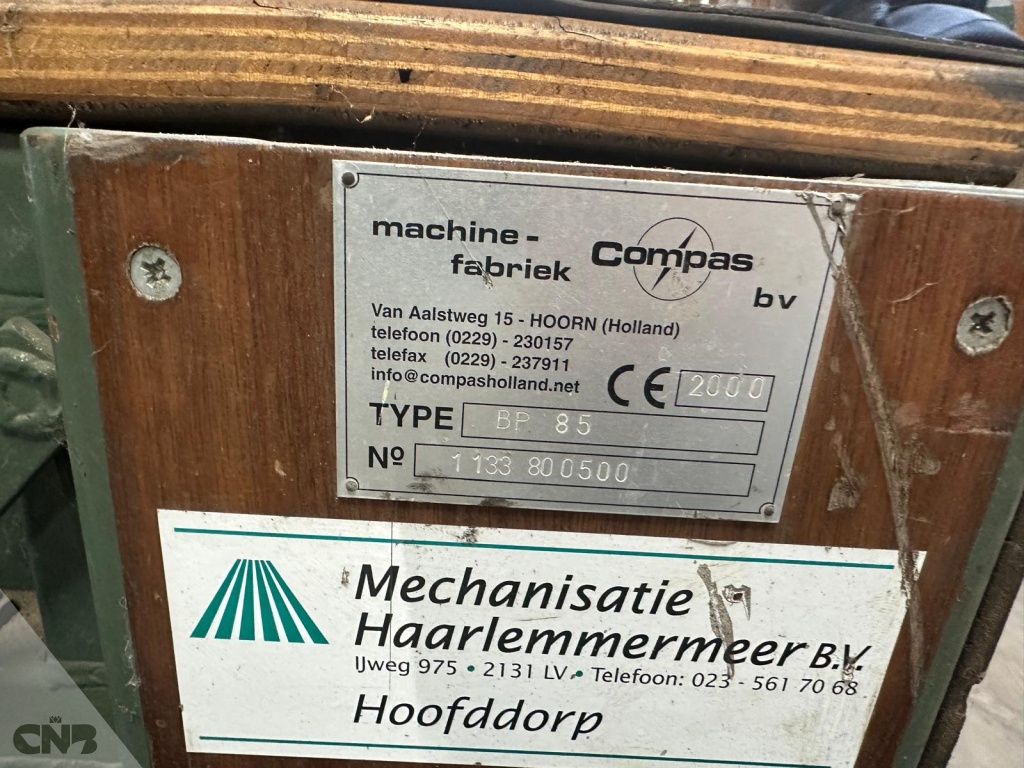 machine-
fabriek
Compas
bv
Van Aalstweg 15 - HOORN (Holland)
telefoon (0229) - 230157
telefax (0229) - 237911
info@compasholland.net
CE 2000
TYPE BP 85
Nº 1133 800500
Mechanisatie
Haarlemmermeer B.V.
IJweg 975 • 2131 LV • Telefoon: 023 - 561 70 68
Hoofddorp
CNB